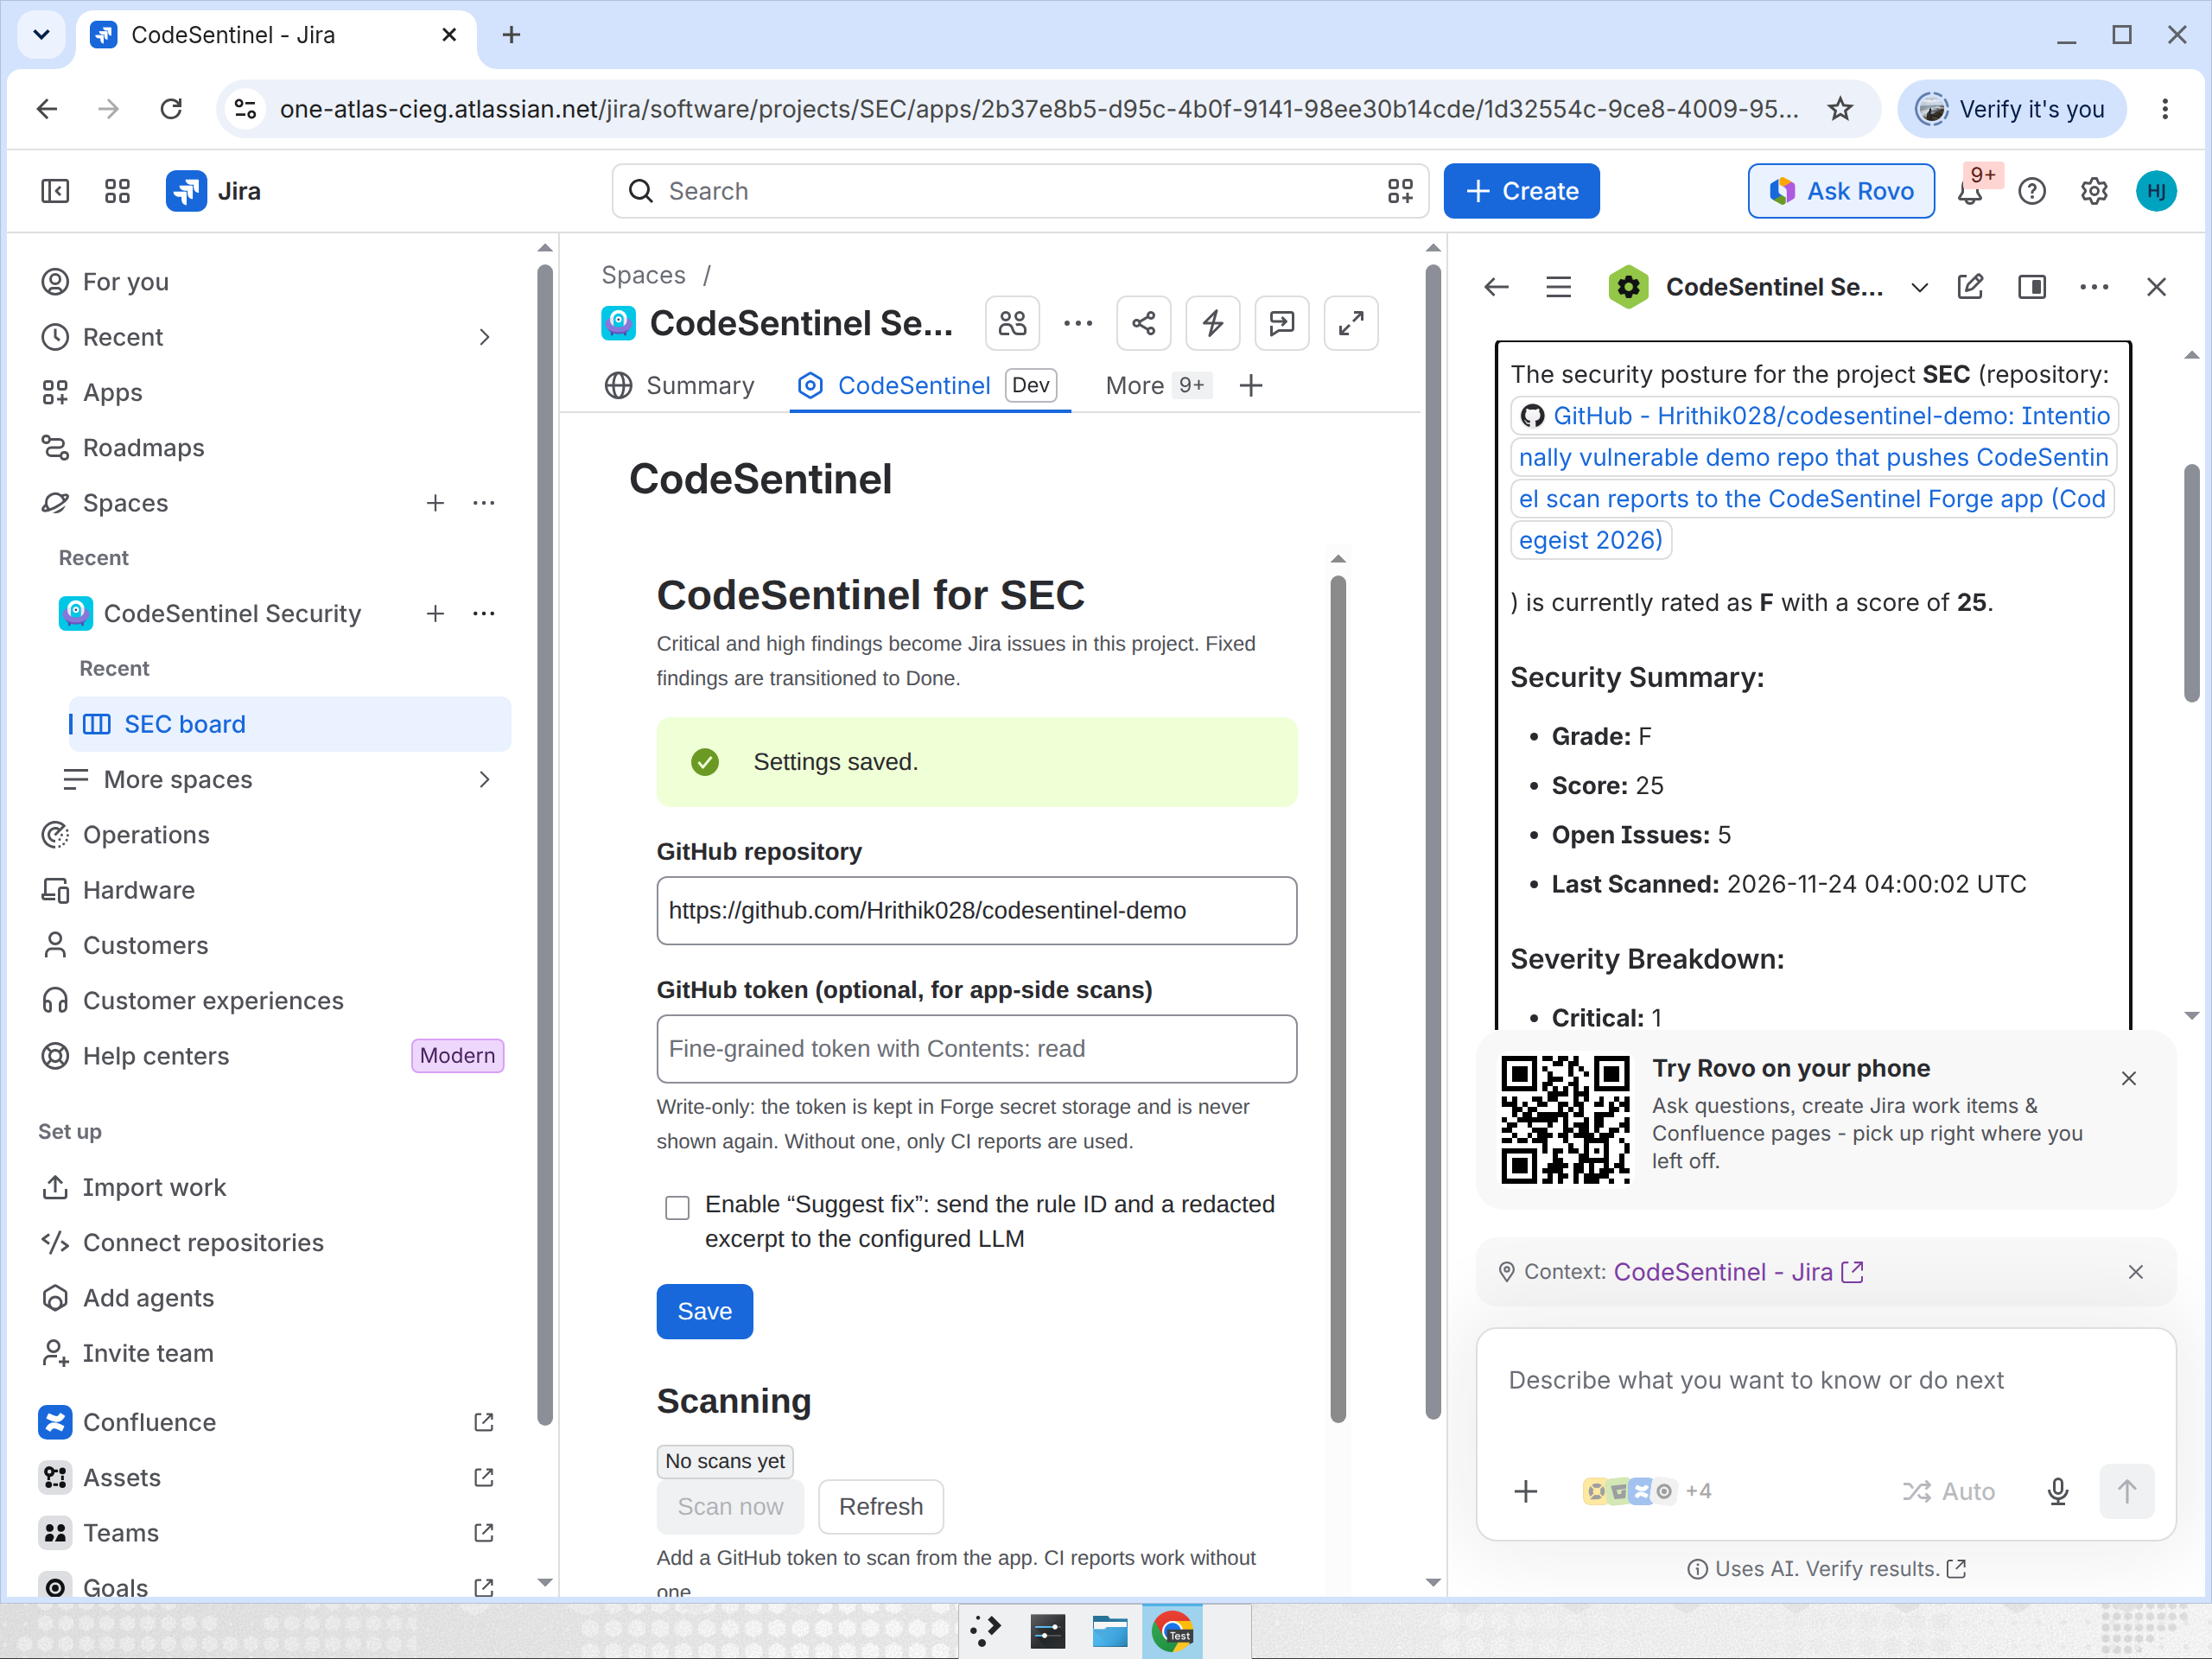 CodeSentinel - Jira
one-atlas-cieg.atlassian.net/jira/software/projects/SEC/apps/2b37e8b5-d95c-4b0f-9141-98ee30b14cde/1d32554c-9ce8-4009-95...
Verify it's you
Jira
Search
Create
Ask Rovo
9+
HJ
For you
Recent
Apps
Roadmaps
Spaces
Recent
CodeSentinel Security
Recent
SEC board
More spaces
Operations
Hardware
Customers
Customer experiences
Help centers
Modern
Set up
Import work
Connect repositories
Add agents
Invite team
Confluence
Assets
Teams
Goals
Spaces /
CodeSentinel Se...
Summary
CodeSentinel Dev
More 9+
CodeSentinel
CodeSentinel for SEC
Critical and high findings become Jira issues in this project. Fixed
findings are transitioned to Done.
Settings saved.
GitHub repository
https://github.com/Hrithik028/codesentinel-demo
GitHub token (optional, for app-side scans)
Fine-grained token with Contents: read
Write-only: the token is kept in Forge secret storage and is never
shown again. Without one, only CI reports are used.
Enable “Suggest fix”: send the rule ID and a redacted
excerpt to the configured LLM
Save
Scanning
No scans yet
Scan now
Refresh
Add a GitHub token to scan from the app. CI reports work without
one.
CodeSentinel Se...
The security posture for the project SEC (repository:
GitHub - Hrithik028/codesentinel-demo: Intentio
nally vulnerable demo repo that pushes CodeSentin
el scan reports to the CodeSentinel Forge app (Cod
egeist 2026)
) is currently rated as F with a score of 25.
Security Summary:
• Grade: F
• Score: 25
• Open Issues: 5
• Last Scanned: 2026-11-24 04:00:02 UTC
Severity Breakdown:
• Critical: 1
Try Rovo on your phone
Ask questions, create Jira work items &
Confluence pages - pick up right where you
left off.
Context: CodeSentinel - Jira
Describe what you want to know or do next
+4
Auto
Uses AI. Verify results.
Test